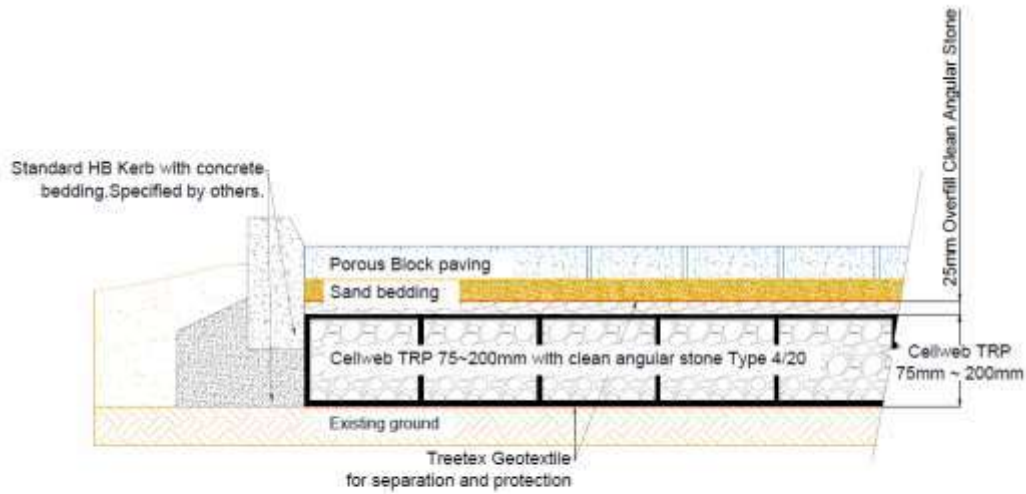 25mm Overfill Clean Angular Stone
Standard HB Kerb with concrete
bedding.Specified by others.
Porous Block paving
Sand bedding
Cellweb TRP 75~200mm with clean angular stone Type 4/20
Cellweb TRP
75mm ~ 200mm
Existing ground
Treetex Geotextile
for separation and protection